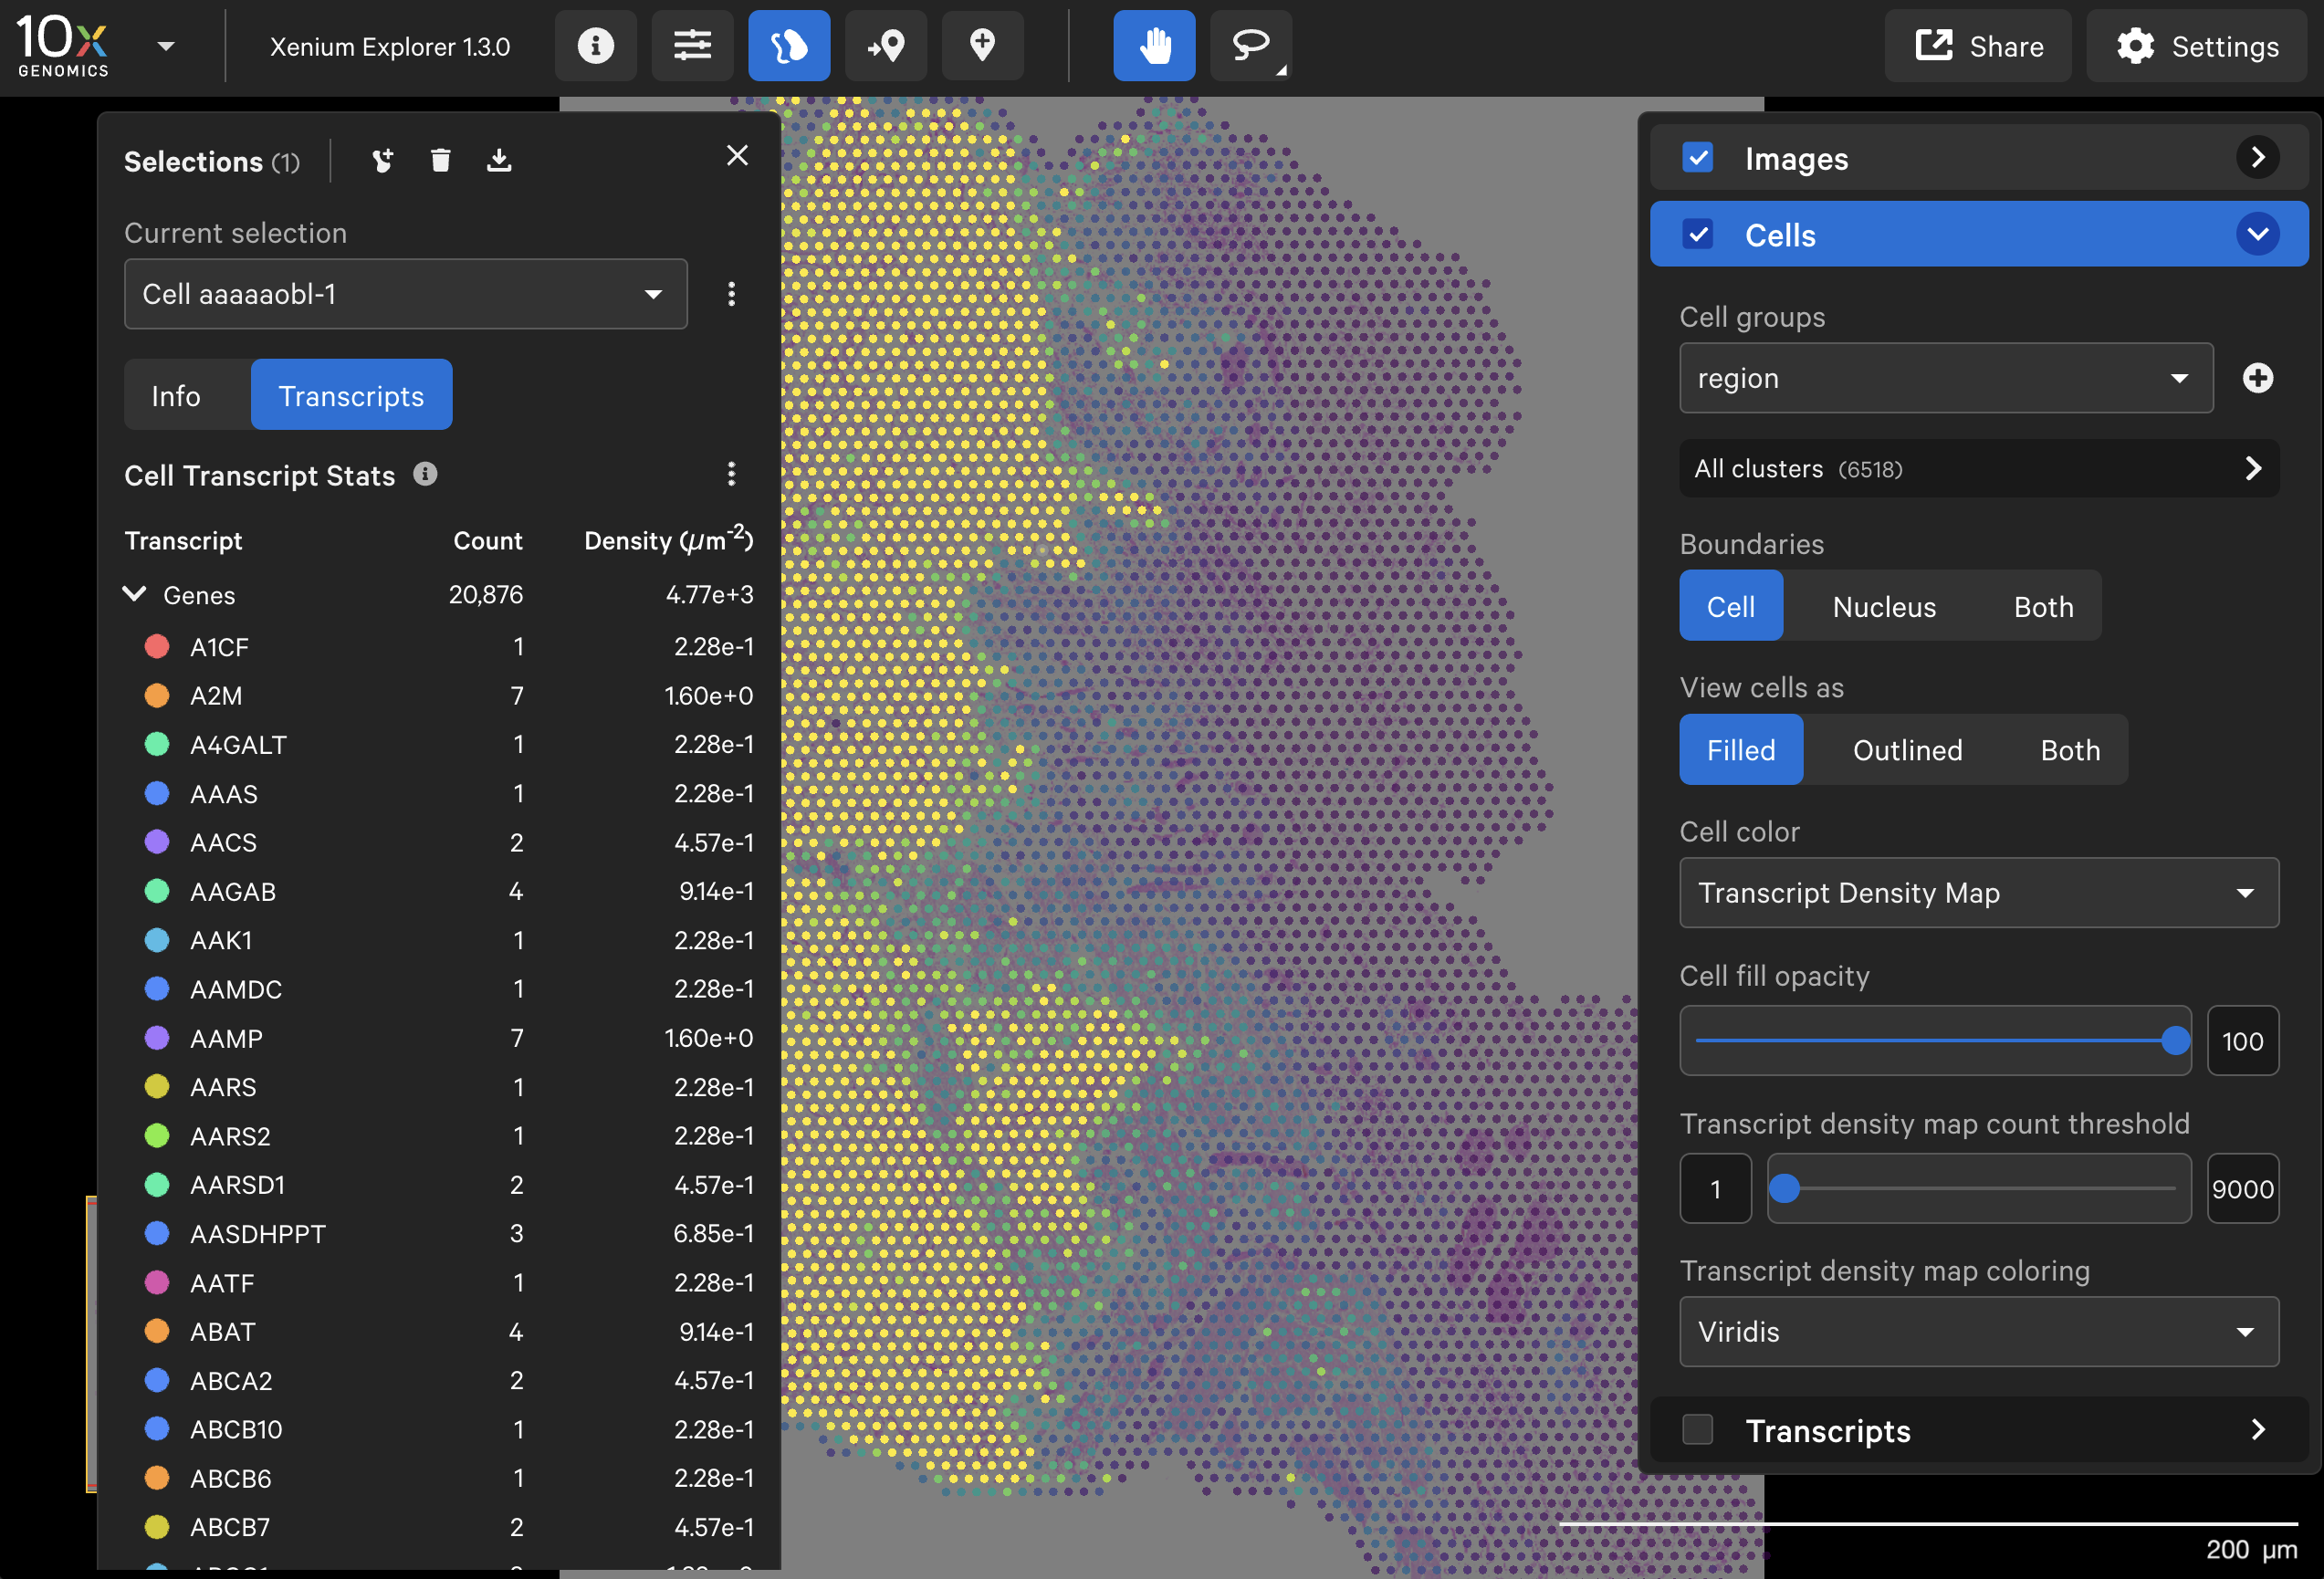 10x
GENOMICS
Xenium Explorer 1.3.0
Share
Settings
Selections (1)
Current selection
Cell aaaaaobl-1
Info
Transcripts
Cell Transcript Stats
Transcript Count Density (μm⁻²)
Genes 20,876 4.77e+3
A1CF 1 2.28e-1
A2M 7 1.60e+0
A4GALT 1 2.28e-1
AAAS 1 2.28e-1
AACS 2 4.57e-1
AAGAB 4 9.14e-1
AAK1 1 2.28e-1
AAMDC 1 2.28e-1
AAMP 7 1.60e+0
AARS 1 2.28e-1
AARS2 1 2.28e-1
AARSD1 2 4.57e-1
AASDHPPT 3 6.85e-1
AATF 1 2.28e-1
ABAT 4 9.14e-1
ABCA2 2 4.57e-1
ABCB10 1 2.28e-1
ABCB6 1 2.28e-1
ABCB7 2 4.57e-1
Images
Cells
Cell groups
region
All clusters (6518)
Boundaries
Cell Nucleus Both
View cells as
Filled Outlined Both
Cell color
Transcript Density Map
Cell fill opacity
100
Transcript density map count threshold
1 9000
Transcript density map coloring
Viridis
Transcripts
200 μm